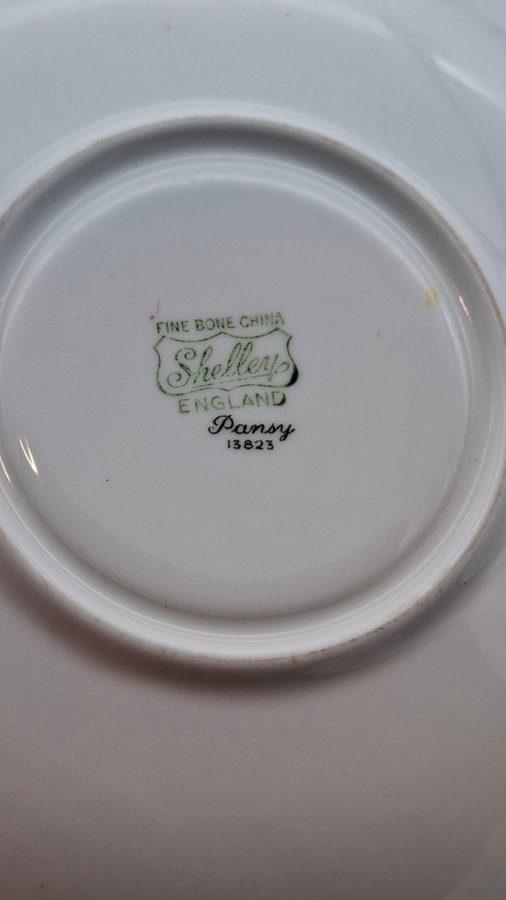 FINE BONE CHINA
Shelley
ENGLAND
Pansy
13823